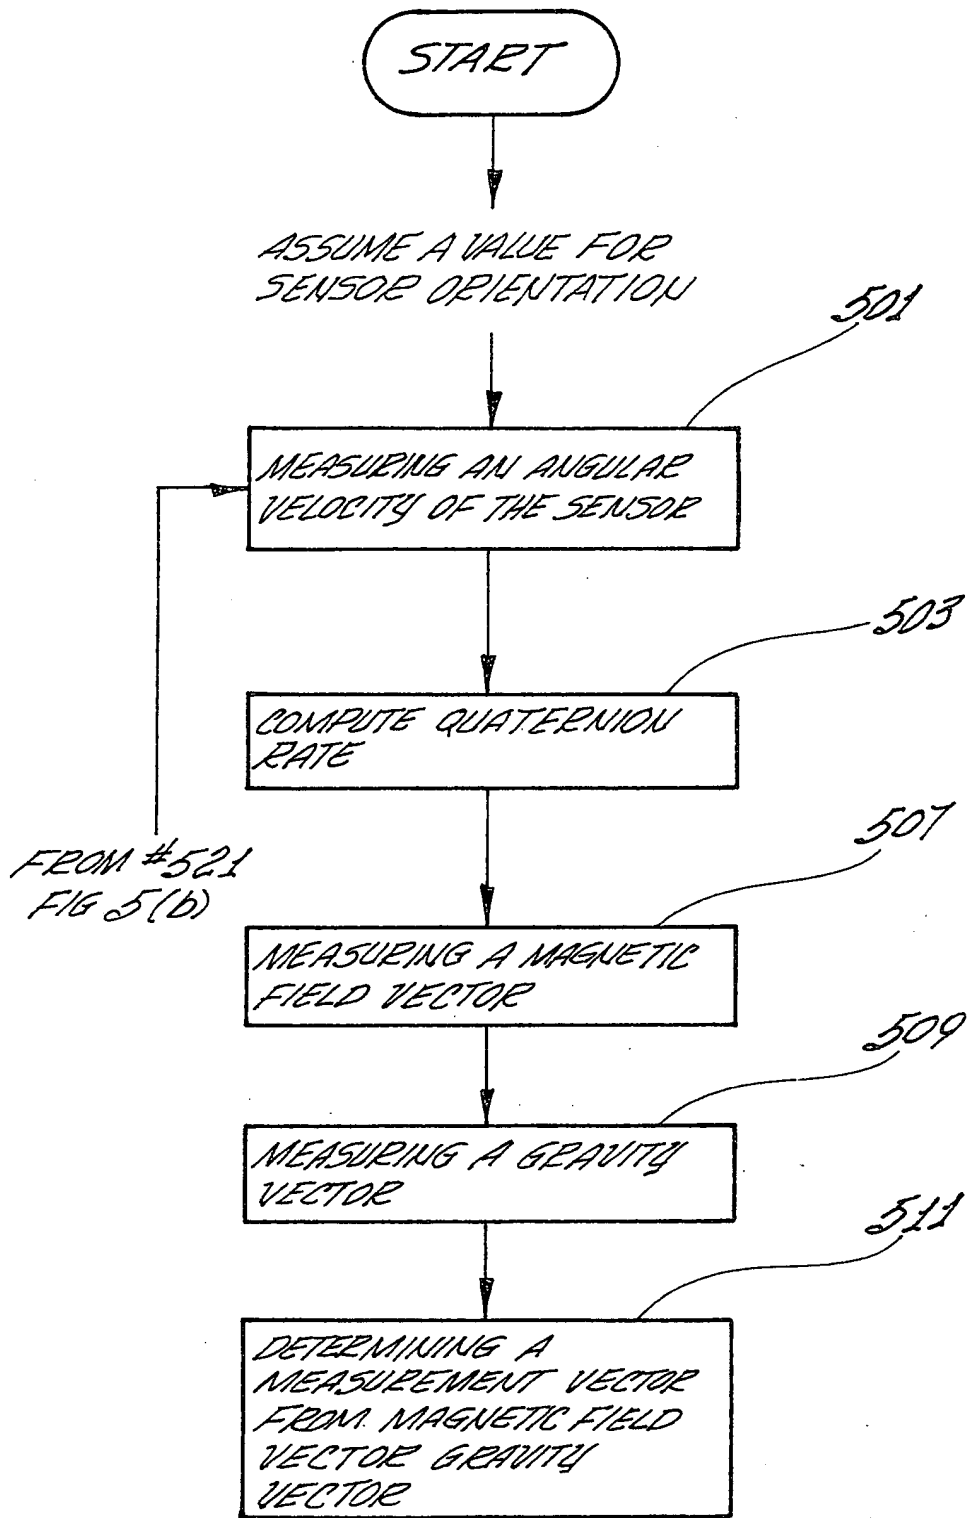 START
ASSUME A VALUE FOR
SENSOR ORIENTATION
501
MEASURING AN ANGULAR
VELOCITY OF THE SENSOR
503
COMPUTE QUATERNION
RATE
FROM #521
FIG 5(b)
507
MEASURING A MAGNETIC
FIELD VECTOR
509
MEASURING A GRAVITY
VECTOR
511
DETERMINING A
MEASUREMENT VECTOR
FROM MAGNETIC FIELD
VECTOR GRAVITY
VECTOR